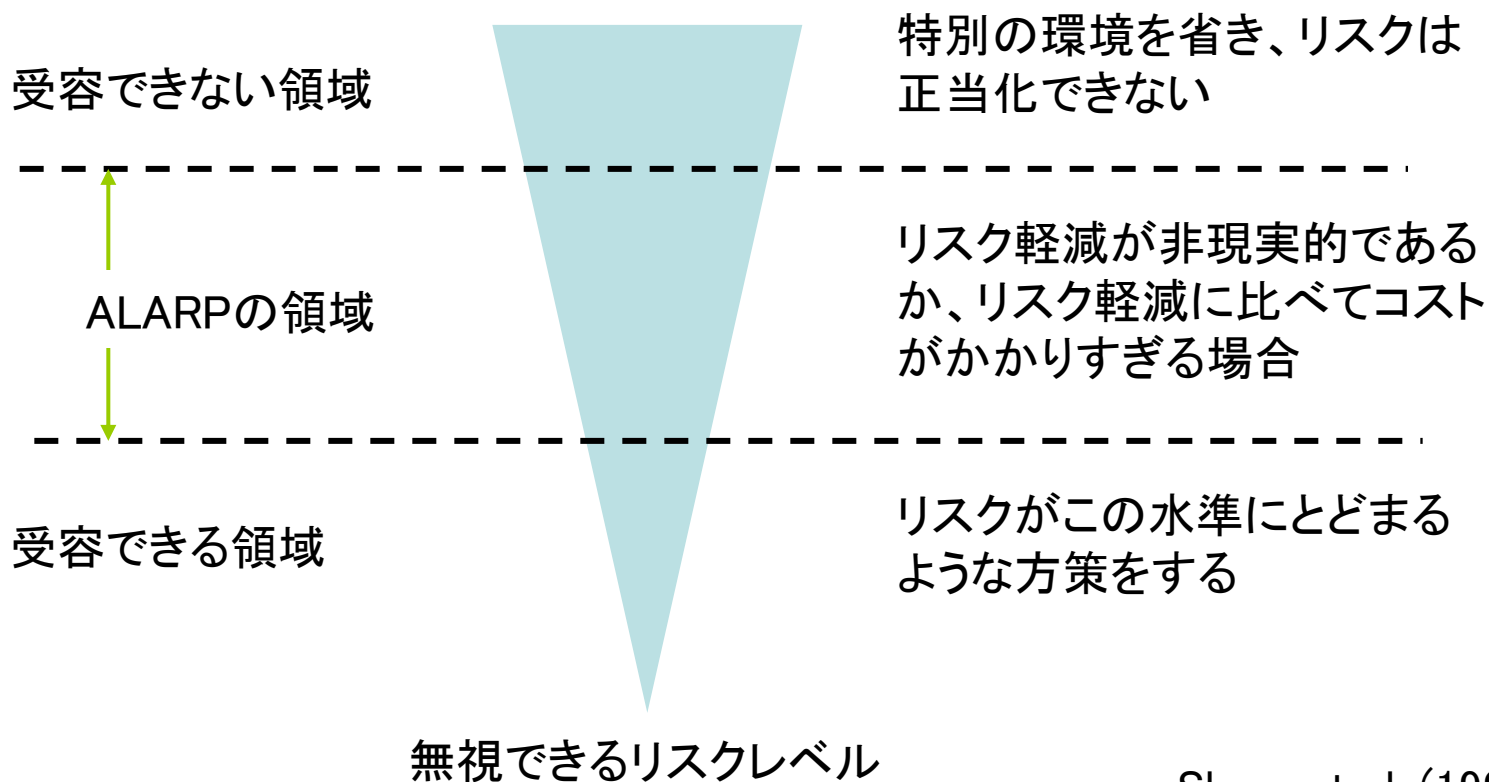 受容できない領域
特別の環境を省き、リスクは
正当化できない
ALARPの領域
リスク軽減が非現実的である
か、リスク軽減に比べてコスト
がかかりすぎる場合
受容できる領域
リスクがこの水準にとどまる
ような方策をする
無視できるリスクレベル